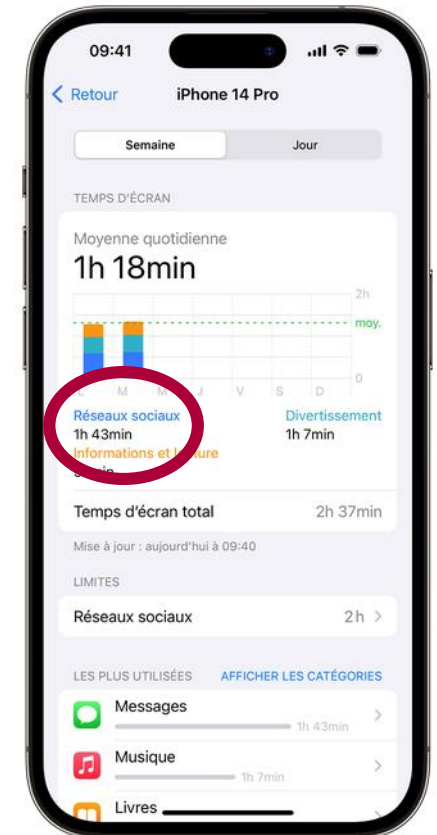 09:41
Retour
iPhone 14 Pro
Semaine Jour
TEMPS D'ÉCRAN
Moyenne quotidienne
1h 18min
2h
moy.
0
L M M J V S D
Réseaux sociaux Divertissement
1h 43min 1h 7min
Informations et lecture
min
Temps d'écran total 2h 37min
Mise à jour : aujourd'hui à 09:40
LIMITES
Réseaux sociaux 2h
LES PLUS UTILISÉES AFFICHER LES CATÉGORIES
Messages
1h 43min
Musique
1h 7min
Livres